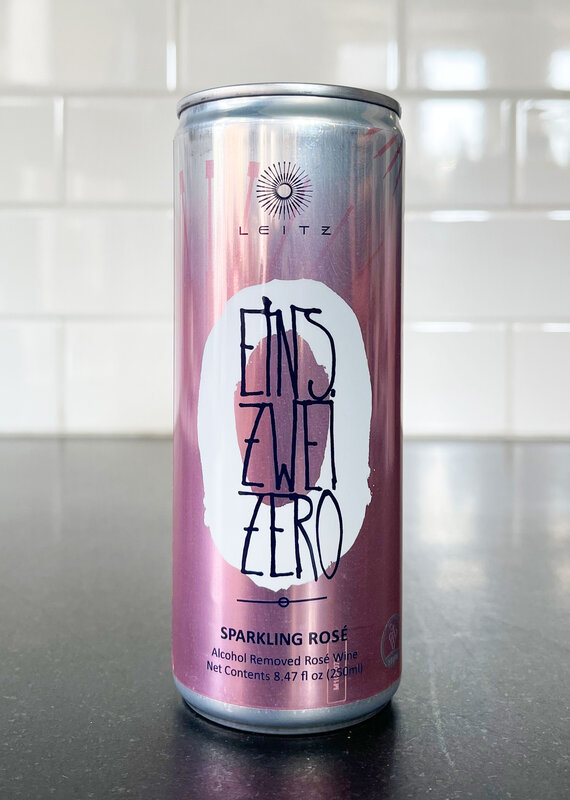 LEITZ
EINS.
ZWEI
ZERO
SPARKLING ROSÉ
Alcohol Removed Rosé Wine
Net Contents 8.47 fl oz (250ml)